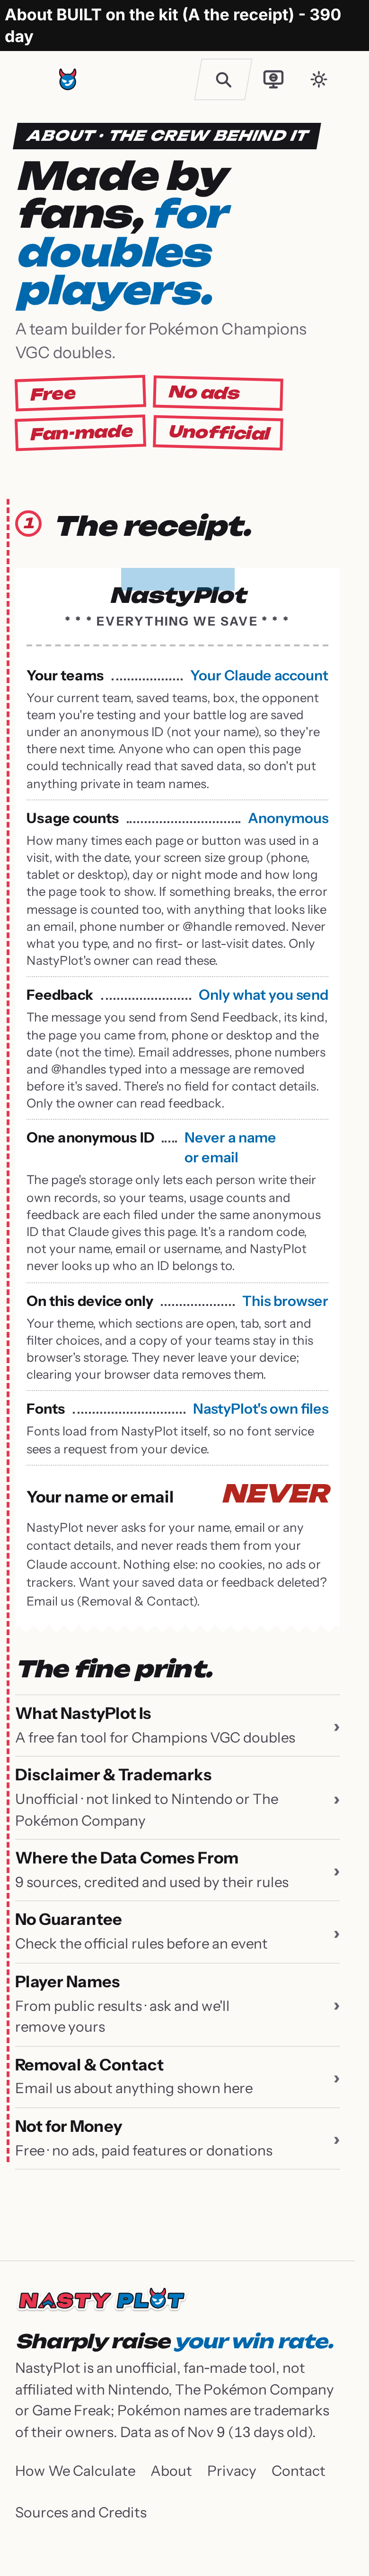 About BUILT on the kit (A the receipt) - 390
day
ABOUT · THE CREW BEHIND IT
Made by
fans, for
doubles
players.
A team builder for Pokémon Champions
VGC doubles.
Free
No ads
Fan-made
Unofficial
1 The receipt.
NastyPlot
* * * EVERYTHING WE SAVE * * *
Your teams .................. Your Claude account
Your current team, saved teams, box, the opponent
team you're testing and your battle log are saved
under an anonymous ID (not your name), so they're
there next time. Anyone who can open this page
could technically read that saved data, so don't put
anything private in team names.
Usage counts ............................. Anonymous
How many times each page or button was used in a
visit, with the date, your screen size group (phone,
tablet or desktop), day or night mode and how long
the page took to show. If something breaks, the error
message is counted too, with anything that looks like
an email, phone number or @handle removed. Never
what you type, and no first- or last-visit dates. Only
NastyPlot's owner can read these.
Feedback ....................... Only what you send
The message you send from Send Feedback, its kind,
the page you came from, phone or desktop and the
date (not the time). Email addresses, phone numbers
and @handles typed into a message are removed
before it's saved. There's no field for contact details.
Only the owner can read feedback.
One anonymous ID ..... Never a name
or email
The page's storage only lets each person write their
own records, so your teams, usage counts and
feedback are each filed under the same anonymous
ID that Claude gives this page. It's a random code,
not your name, email or username, and NastyPlot
never looks up who an ID belongs to.
On this device only ................... This browser
Your theme, which sections are open, tab, sort and
filter choices, and a copy of your teams stay in this
browser's storage. They never leave your device;
clearing your browser data removes them.
Fonts ............................. NastyPlot's own files
Fonts load from NastyPlot itself, so no font service
sees a request from your device.
Your name or email NEVER
NastyPlot never asks for your name, email or any
contact details, and never reads them from your
Claude account. Nothing else: no cookies, no ads or
trackers. Want your saved data or feedback deleted?
Email us (Removal & Contact).
The fine print.
What NastyPlot Is
A free fan tool for Champions VGC doubles ›
Disclaimer & Trademarks
Unofficial · not linked to Nintendo or The ›
Pokémon Company
Where the Data Comes From
9 sources, credited and used by their rules ›
No Guarantee
Check the official rules before an event ›
Player Names
From public results · ask and we'll ›
remove yours
Removal & Contact
Email us about anything shown here ›
Not for Money
Free · no ads, paid features or donations ›
NASTY PLOT
Sharply raise your win rate.
NastyPlot is an unofficial, fan-made tool, not
affiliated with Nintendo, The Pokémon Company
or Game Freak; Pokémon names are trademarks
of their owners. Data as of Nov 9 (13 days old).
How We Calculate About Privacy Contact
Sources and Credits